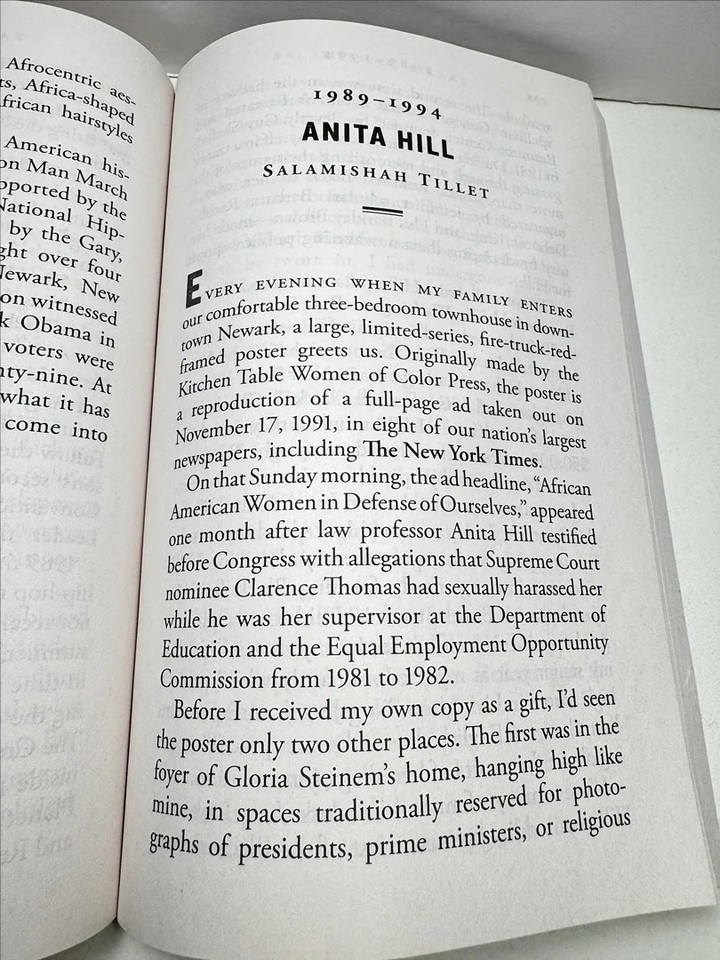 Afrocentric aes-
ts, Africa-shaped
frican hairstyles
American his-
on Man March
pported by the
National Hip-
by the Gary,
ght over four
Newark, New
on witnessed
k Obama in
voters were
nty-nine. At
what it has
come into
1989–1994
ANITA HILL
SALAMISHAH TILLET
EVERY EVENING WHEN MY FAMILY ENTERS
our comfortable three-bedroom townhouse in down-
town Newark, a large, limited-series, fire-truck-red-
framed poster greets us. Originally made by the
Kitchen Table Women of Color Press, the poster is
a reproduction of a full-page ad taken out on
November 17, 1991, in eight of our nation's largest
newspapers, including The New York Times.
On that Sunday morning, the ad headline, “African
American Women in Defense of Ourselves,” appeared
one month after law professor Anita Hill testified
before Congress with allegations that Supreme Court
nominee Clarence Thomas had sexually harassed her
while he was her supervisor at the Department of
Education and the Equal Employment Opportunity
Commission from 1981 to 1982.
Before I received my own copy as a gift, I'd seen
the poster only two other places. The first was in the
foyer of Gloria Steinem's home, hanging high like
mine, in spaces traditionally reserved for photo-
graphs of presidents, prime ministers, or religious